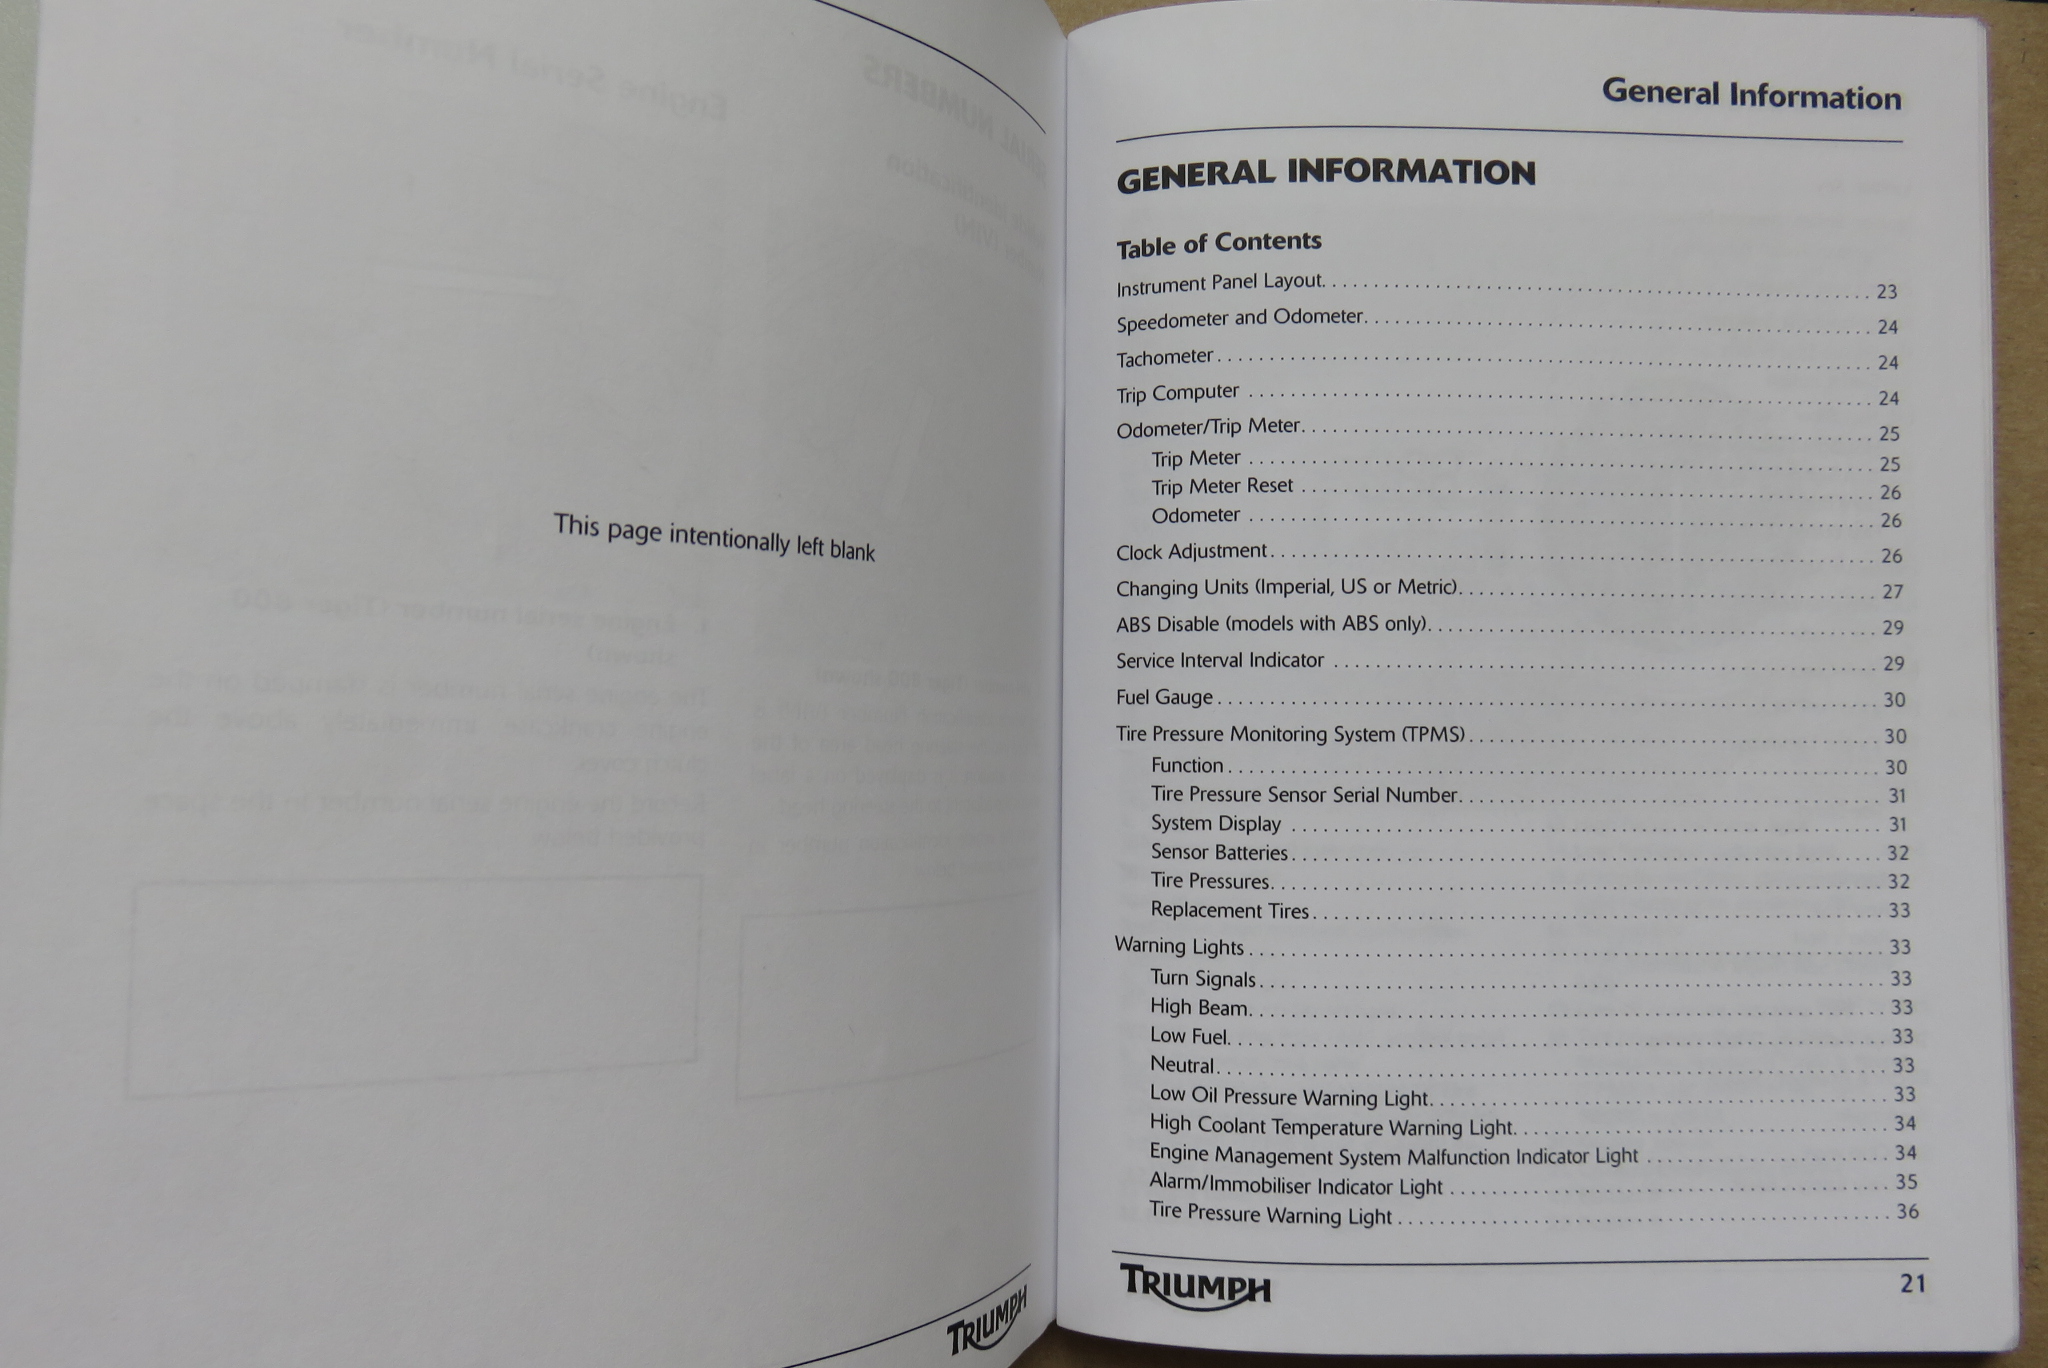 This page intentionally left blank
TRIUMPH
General Information
GENERAL INFORMATION
Table of Contents
Instrument Panel Layout. . . . . . . . . . . . . . . . . . . . 23
Speedometer and Odometer. . . . . . . . . . . . . . . . . . . . 24
Tachometer . . . . . . . . . . . . . . . . . . . . 24
Trip Computer . . . . . . . . . . . . . . . . . . . . 24
Odometer/Trip Meter. . . . . . . . . . . . . . . . . . . . 25
Trip Meter . . . . . . . . . . . . . . . . . . . . 25
Trip Meter Reset . . . . . . . . . . . . . . . . . . . . 26
Odometer . . . . . . . . . . . . . . . . . . . . 26
Clock Adjustment . . . . . . . . . . . . . . . . . . . . 26
Changing Units (Imperial, US or Metric). . . . . . . . . . . . . . . . . . . . 27
ABS Disable (models with ABS only). . . . . . . . . . . . . . . . . . . . 29
Service Interval Indicator . . . . . . . . . . . . . . . . . . . . 29
Fuel Gauge . . . . . . . . . . . . . . . . . . . . 30
Tire Pressure Monitoring System (TPMS) . . . . . . . . . . . . . . . . . . . . 30
Function . . . . . . . . . . . . . . . . . . . . 30
Tire Pressure Sensor Serial Number. . . . . . . . . . . . . . . . . . . . 31
System Display . . . . . . . . . . . . . . . . . . . . 31
Sensor Batteries . . . . . . . . . . . . . . . . . . . . 32
Tire Pressures. . . . . . . . . . . . . . . . . . . . 32
Replacement Tires . . . . . . . . . . . . . . . . . . . . 33
Warning Lights . . . . . . . . . . . . . . . . . . . . 33
Turn Signals . . . . . . . . . . . . . . . . . . . . 33
High Beam. . . . . . . . . . . . . . . . . . . . 33
Low Fuel. . . . . . . . . . . . . . . . . . . . 33
Neutral . . . . . . . . . . . . . . . . . . . . 33
Low Oil Pressure Warning Light. . . . . . . . . . . . . . . . . . . . 33
High Coolant Temperature Warning Light. . . . . . . . . . . . . . . . . . . . 34
Engine Management System Malfunction Indicator Light . . . . . . . . . . . . . . . . . . . . 34
Alarm/Immobiliser Indicator Light . . . . . . . . . . . . . . . . . . . . 35
Tire Pressure Warning Light . . . . . . . . . . . . . . . . . . . . 36
TRIUMPH
21